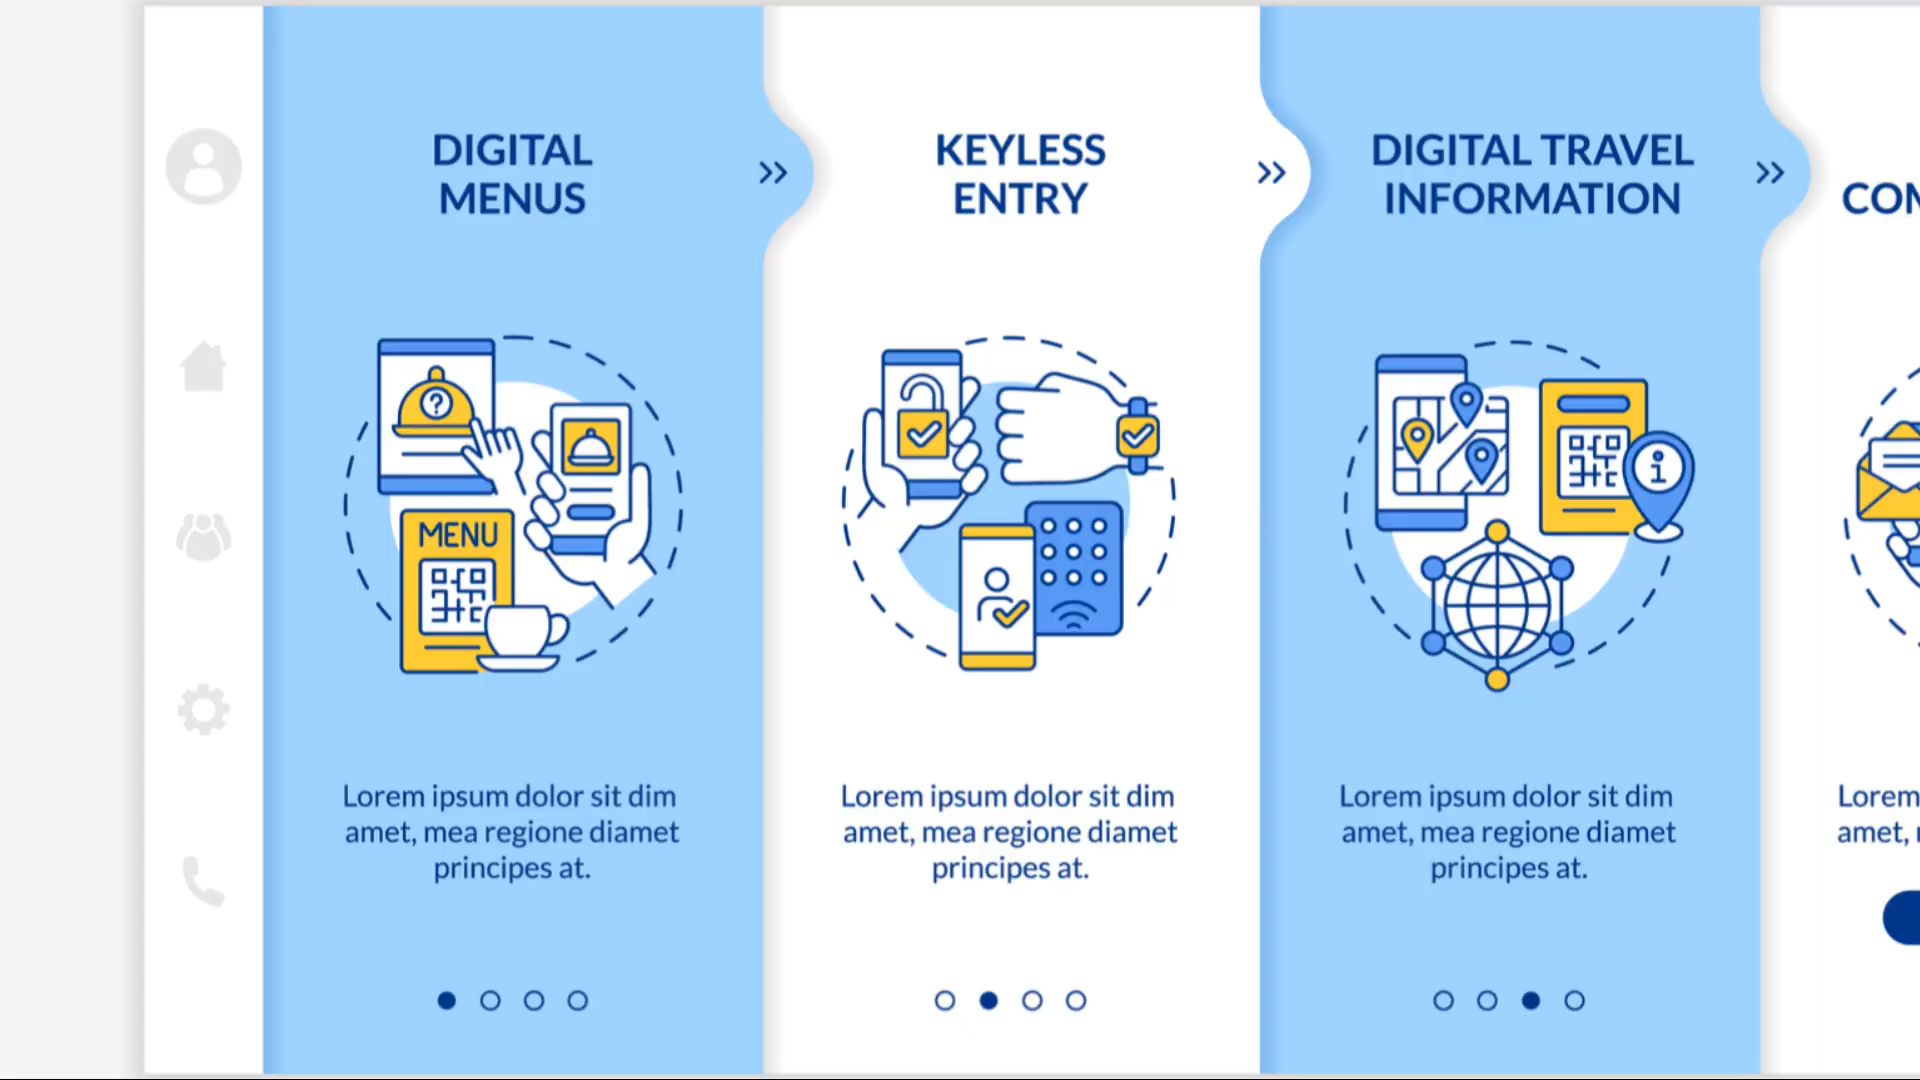 DIGITAL
MENUS
?
MENU
Lorem ipsum dolor sit dim
amet, mea regione diamet
principes at.
KEYLESS
ENTRY
Lorem ipsum dolor sit dim
amet, mea regione diamet
principes at.
DIGITAL TRAVEL
INFORMATION
i
Lorem ipsum dolor sit dim
amet, mea regione diamet
principes at.
COM
Lorem
amet,